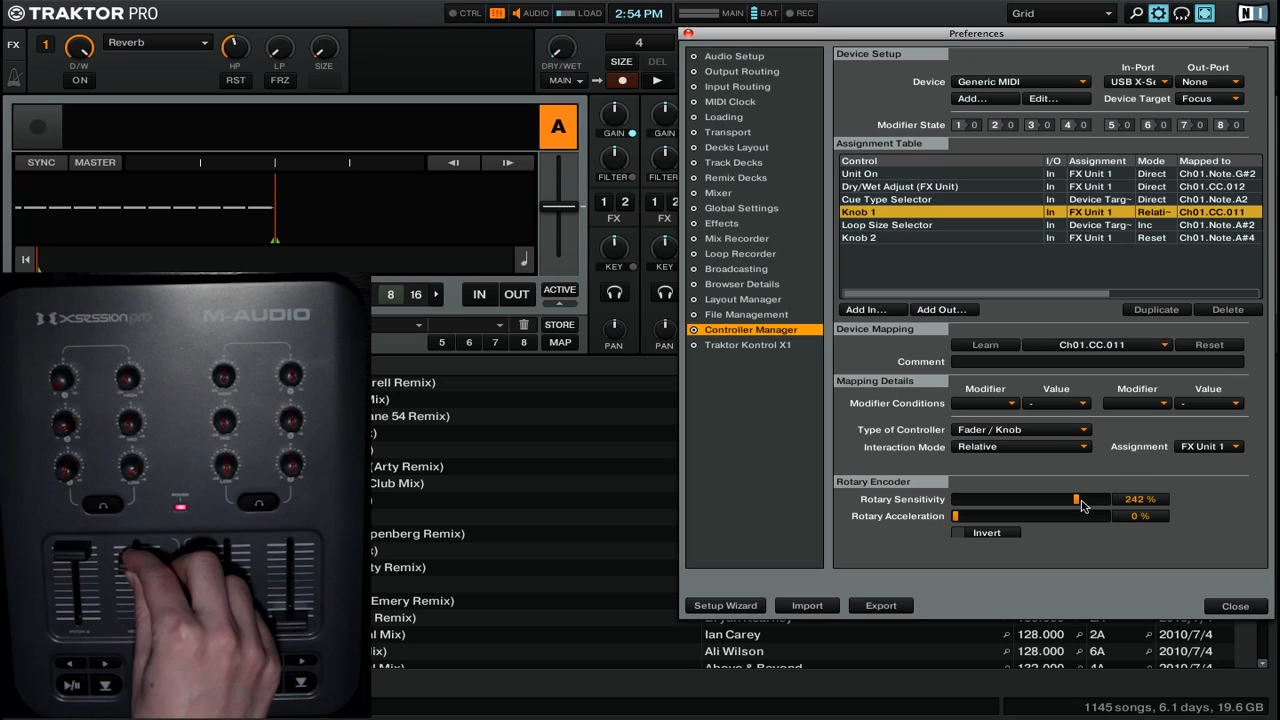 TRAKTOR PRO
CTRL AUDIO LOAD 2:54 PM MAIN BAT REC Grid
Preferences
FX 1 Reverb
D/W HP LP SIZE
ON RST FRZ
DRY/WET 4
SIZE DEL
MAIN
A
SYNC MASTER
GAIN
FILTER
1 2 1 2
FX FX
KEY
8 16 IN OUT ACTIVE
STORE
5 6 7 8 MAP
PAN PAN
Audio Setup
Output Routing
Input Routing
MIDI Clock
Loading
Transport
Decks Layout
Track Decks
Remix Decks
Mixer
Global Settings
Effects
Mix Recorder
Loop Recorder
Broadcasting
Browser Details
Layout Manager
File Management
Controller Manager
Traktor Kontrol X1
Device Setup
In-Port Out-Port
Device Generic MIDI USB X-Se None
Add... Edit... Device Target Focus
Modifier State 1 0 2 0 3 0 4 0 5 0 6 0 7 0 8 0
Assignment Table
Control I/O Assignment Mode Mapped to
Unit On In FX Unit 1 Direct Ch01.Note.G#2
Dry/Wet Adjust (FX Unit) In FX Unit 1 Direct Ch01.CC.012
Cue Type Selector In Device Targ~ Direct Ch01.Note.A2
Knob 1 In FX Unit 1 Relati~ Ch01.CC.011
Loop Size Selector In Device Targ~ Inc Ch01.Note.A#2
Knob 2 In FX Unit 1 Reset Ch01.Note.A#4
Add In... Add Out... Duplicate Delete
Device Mapping
Learn Ch01.CC.011 Reset
Comment
Mapping Details
Modifier Value Modifier Value
Modifier Conditions - -
Type of Controller Fader / Knob
Interaction Mode Relative Assignment FX Unit 1
Rotary Encoder
Rotary Sensitivity 242 %
Rotary Acceleration 0 %
Invert
Setup Wizard Import Export Close
xsessionpro M-AUDIO
rell Remix)
Mix)
ane 54 Remix)
)
)
(Arty Remix)
Club Mix)
)
penberg Remix)
)
ty Remix)
)
Emery Remix)
Remix)
al Mix) Ian Carey 128.000 2A 2010/7/4
Mix) Ali Wilson 128.000 6A 2010/7/4
1145 songs, 6.1 days, 19.6 GB